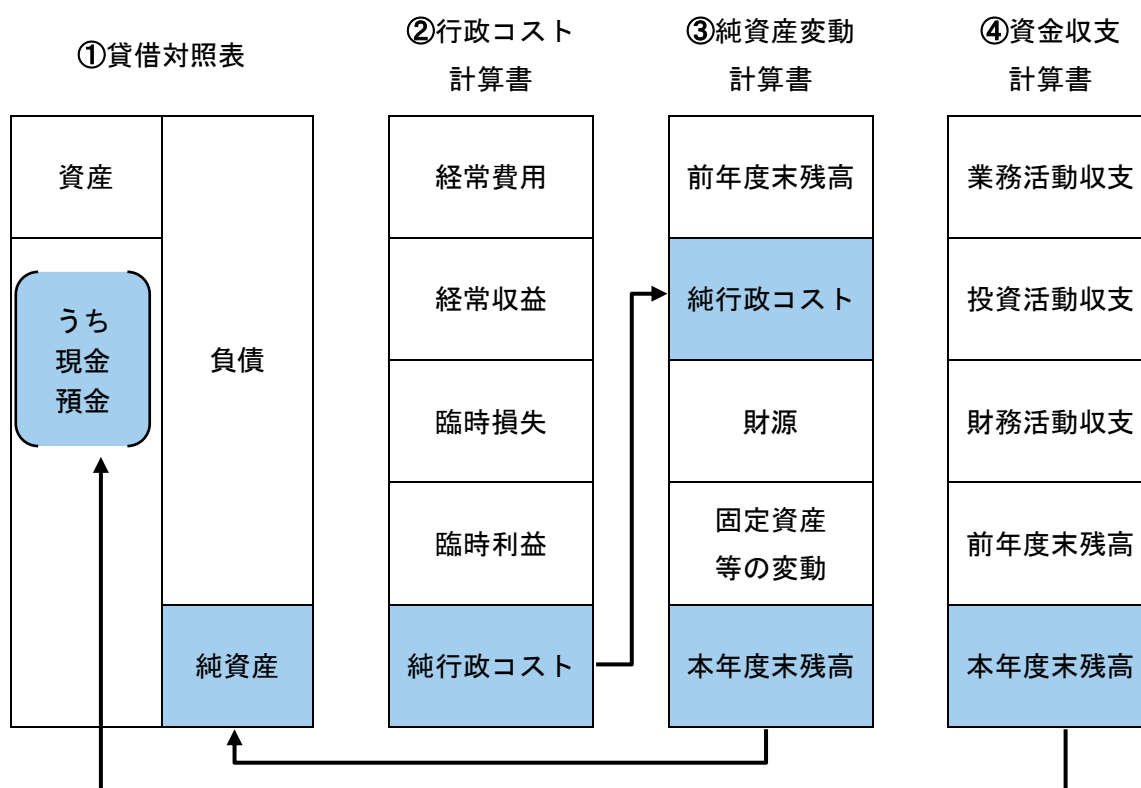 ①貸借対照表
資産
うち
現金
預金
負債
純資産
②行政コスト
計算書
経常費用
経常収益
臨時損失
臨時利益
純行政コスト
③純資産変動
計算書
前年度末残高
純行政コスト
財源
固定資産
等の変動
本年度末残高
④資金収支
計算書
業務活動収支
投資活動収支
財務活動収支
前年度末残高
本年度末残高